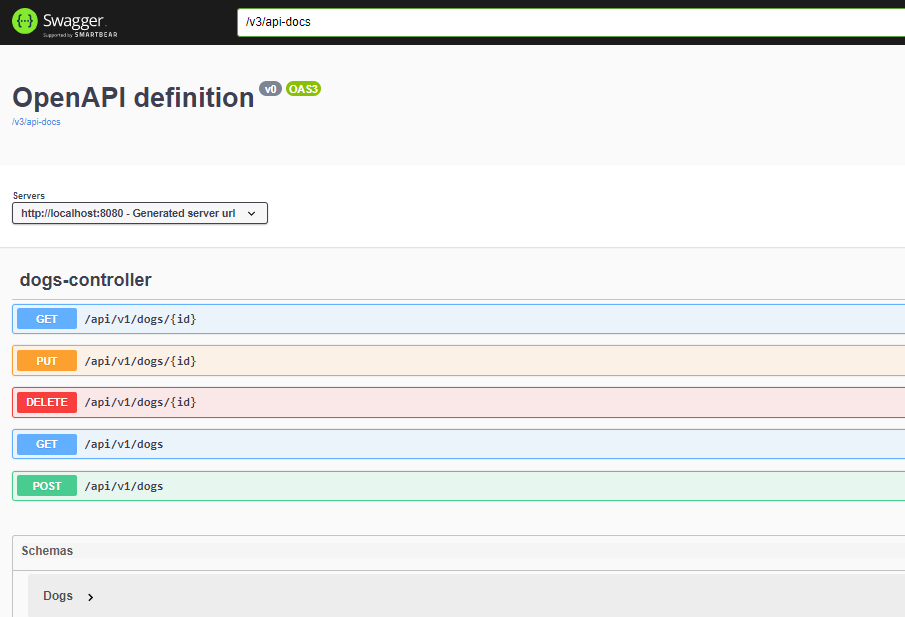 Swagger
Supported by SMARTBEAR
/v3/api-docs
OpenAPI definition v0 OAS3
/v3/api-docs
Servers
http://localhost:8080 - Generated server url
dogs-controller
GET /api/v1/dogs/{id}
PUT /api/v1/dogs/{id}
DELETE /api/v1/dogs/{id}
GET /api/v1/dogs
POST /api/v1/dogs
Schemas
Dogs